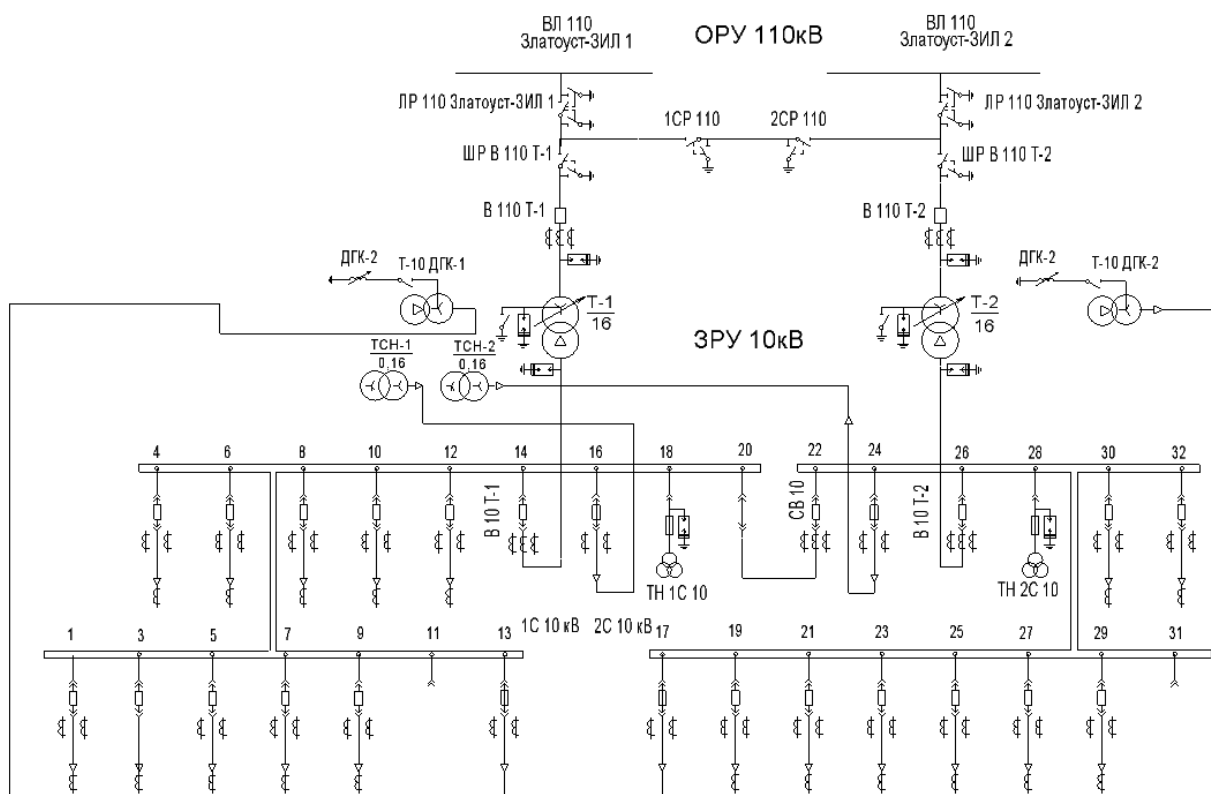 ВЛ 110
Златоуст-ЗИЛ 1
ОРУ 110кВ
ВЛ 110
Златоуст-ЗИЛ 2
ЛР 110 Златоуст-ЗИЛ 1
ЛР 110 Златоуст-ЗИЛ 2
1СР 110
2СР 110
ШР В 110 Т-1
ШР В 110 Т-2
В 110 Т-1
В 110 Т-2
ДГК-2
Т-10 ДГК-1
ДГК-2
Т-10 ДГК-2
Т-1
16
Т-2
16
ЗРУ 10кВ
ТСН-1
0,16
ТСН-2
0,16
4
6
8
10
12
14
16
18
20
22
24
26
28
30
32
В 10 Т-1
СВ 10
В 10 Т-2
ТН 1С 10
ТН 2С 10
1С 10 кВ
2С 10 кВ
1
3
5
7
9
11
13
17
19
21
23
25
27
29
31